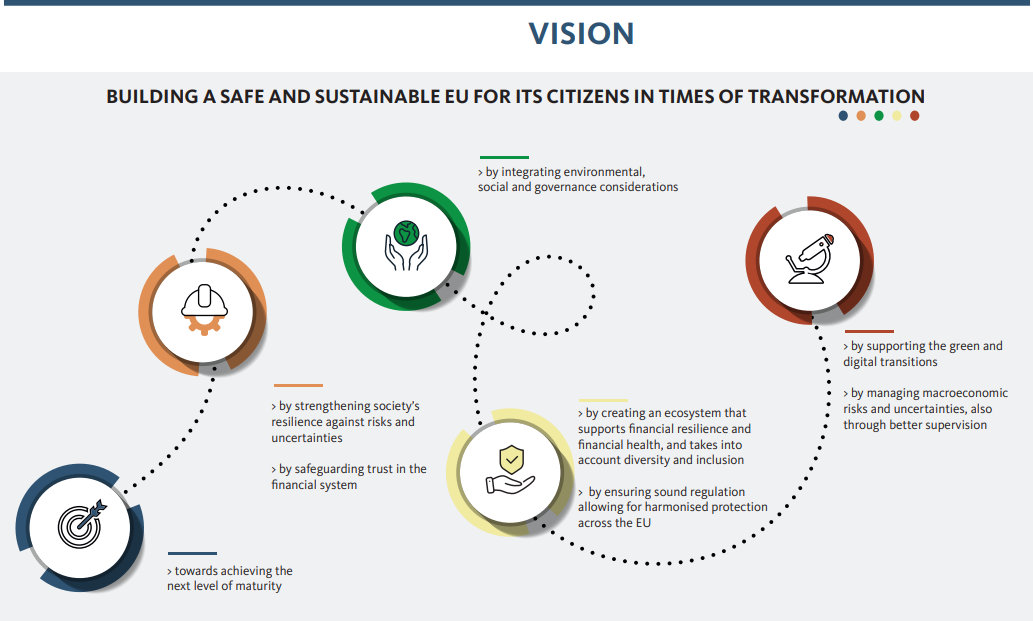 VISION
BUILDING A SAFE AND SUSTAINABLE EU FOR ITS CITIZENS IN TIMES OF TRANSFORMATION
› by integrating environmental,
social and governance considerations
› by supporting the green and
digital transitions
› by managing macroeconomic
risks and uncertainties, also
through better supervision
› by strengthening society's
resilience against risks and
uncertainties
› by safeguarding trust in the
financial system
› by creating an ecosystem that
supports financial resilience and
financial health, and takes into
account diversity and inclusion
› by ensuring sound regulation
allowing for harmonised protection
across the EU
› towards achieving the
next level of maturity